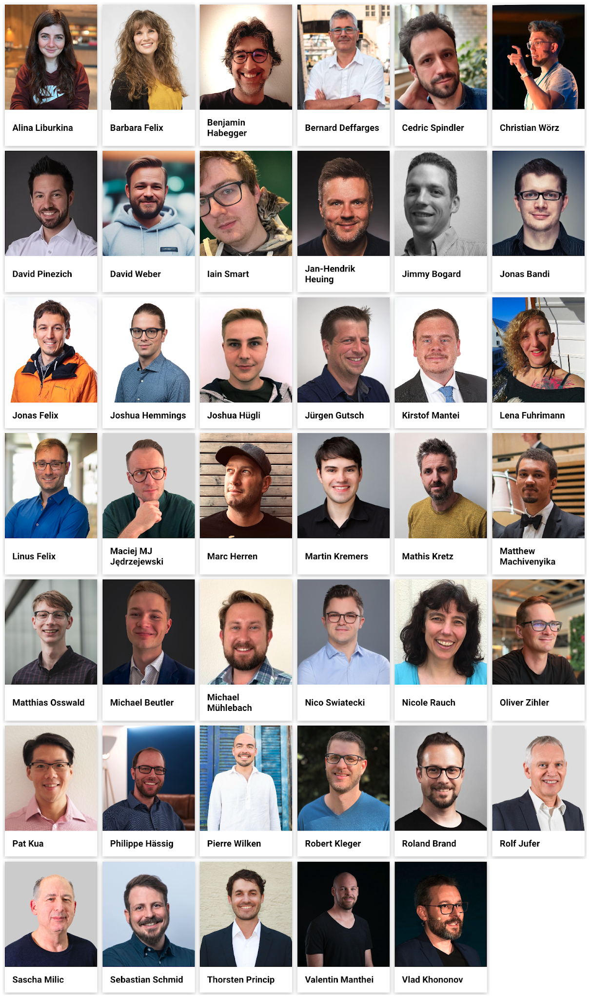 Alina Liburkina
Barbara Felix
Benjamin
Habegger
Bernard Deffarges
Cedric Spindler
Christian Wörz
David Pinezich
David Weber
Iain Smart
Jan-Hendrik
Heuing
Jimmy Bogard
Jonas Bandi
Jonas Felix
Joshua Hemmings
Joshua Hügli
Jürgen Gutsch
Kirstof Mantei
Lena Fuhrimann
Linus Felix
Maciej MJ
Jędrzejewski
Marc Herren
Martin Kremers
Mathis Kretz
Matthew
Machivenyika
Matthias Osswald
Michael Beutler
Michael
Mühlebach
Nico Swiatecki
Nicole Rauch
Oliver Zihler
Pat Kua
Philippe Hässig
Pierre Wilken
Robert Kleger
Roland Brand
Rolf Jufer
Sascha Milic
Sebastian Schmid
Thorsten Princip
Valentin Manthei
Vlad Khononov